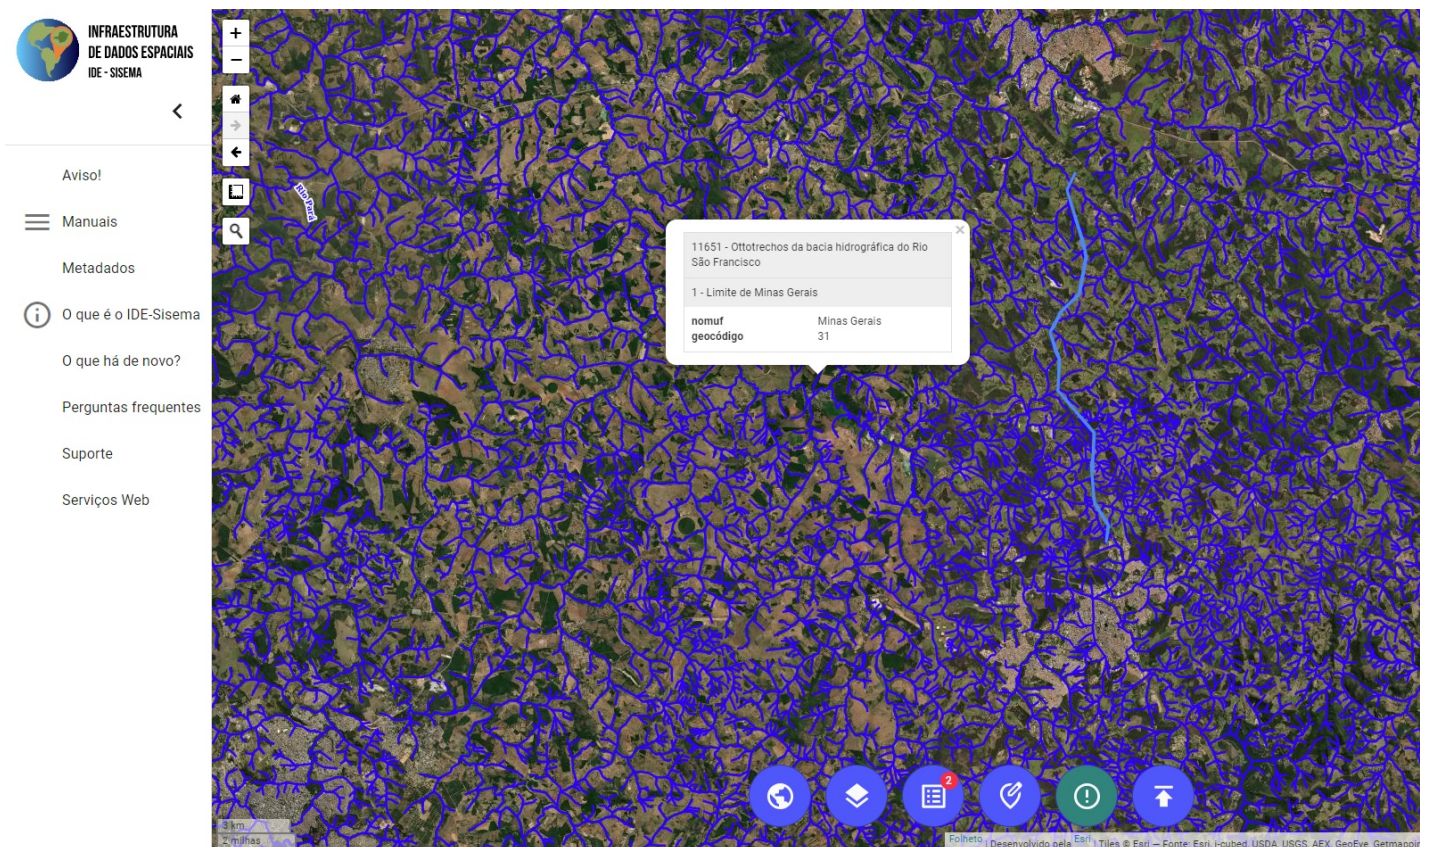 INFRAESTRUTURA
DE DADOS ESPACIAIS
IDE - SISEMA
Aviso!
Manuais
Metadados
O que é o IDE-Sisema
O que há de novo?
Perguntas frequentes
Suporte
Serviços Web
+
−
Rio Pará
×
11651 - Ottotrechos da bacia hidrográfica do Rio
São Francisco
1 - Limite de Minas Gerais
nomuf Minas Gerais
geocódigo 31
2
3 km
2 milhas
Folheto | Desenvolvido pela Esri | Tiles © Esri — Fonte: Esri, i-cubed, USDA, USGS, AEX, GeoEye, Getmapping